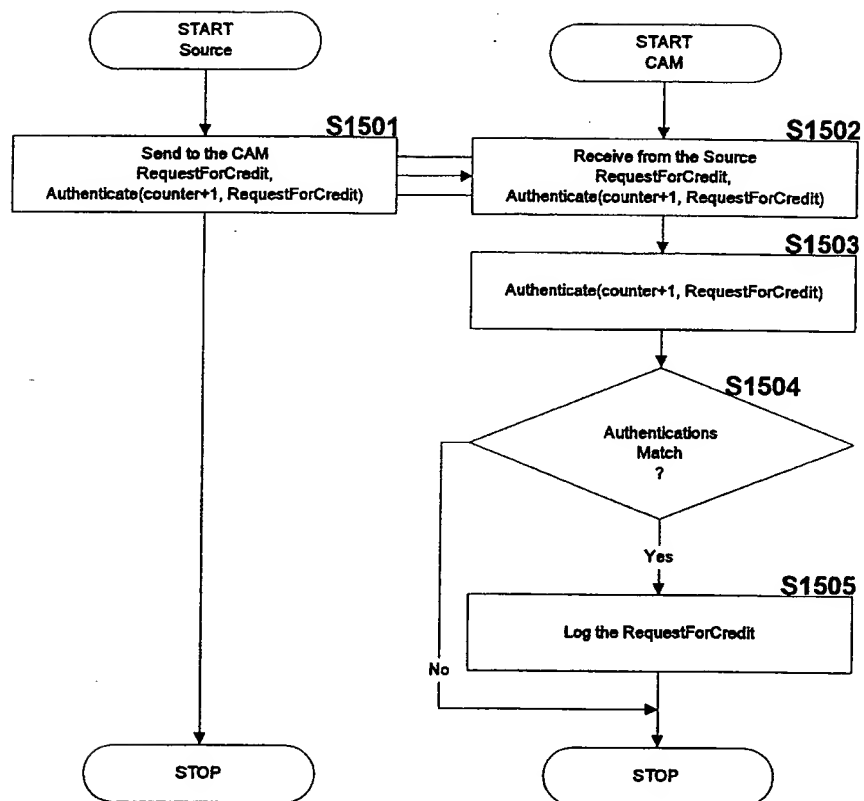 START
Source
START
CAM
S1501
Send to the CAM
RequestForCredit,
Authenticate(counter+1, RequestForCredit)
S1502
Receive from the Source
RequestForCredit,
Authenticate(counter+1, RequestForCredit)
S1503
Authenticate(counter+1, RequestForCredit)
S1504
Authentications
Match
?
Yes
S1505
Log the RequestForCredit
No
STOP
STOP